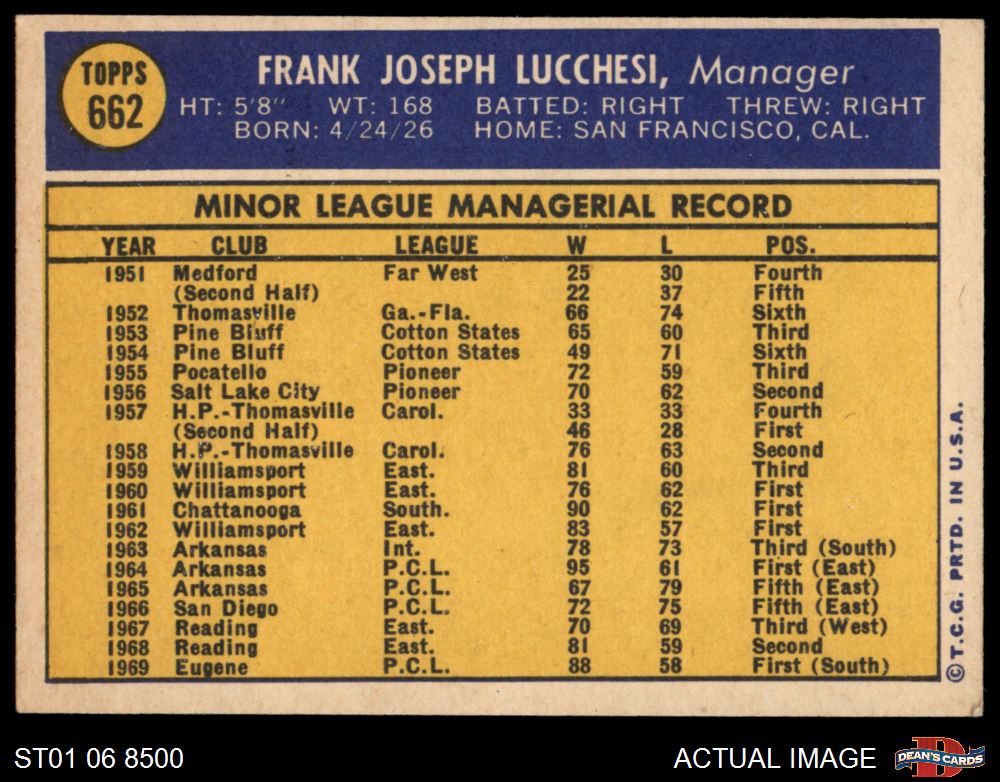 TOPPS
662
FRANK JOSEPH LUCCHESI, Manager
HT: 5'8" WT: 168 BATTED: RIGHT THREW: RIGHT
BORN: 4/24/26 HOME: SAN FRANCISCO, CAL.
MINOR LEAGUE MANAGERIAL RECORD
YEAR CLUB LEAGUE W L POS.
1951 Medford Far West 25 30 Fourth
(Second Half) 22 37 Fifth
1952 Thomasville Ga.-Fla. 66 74 Sixth
1953 Pine Bluff Cotton States 65 60 Third
1954 Pine Bluff Cotton States 49 71 Sixth
1955 Pocatello Pioneer 72 59 Third
1956 Salt Lake City Pioneer 70 62 Second
1957 H.P.-Thomasville Carol. 33 33 Fourth
(Second Half) 46 28 First
1958 H.P.-Thomasville Carol. 76 63 Second
1959 Williamsport East. 81 60 Third
1960 Williamsport East. 76 62 First
1961 Chattanooga South. 90 62 First
1962 Williamsport East. 83 57 First
1963 Arkansas Int. 78 73 Third (South)
1964 Arkansas P.C.L. 95 61 First (East)
1965 Arkansas P.C.L. 67 79 Fifth (East)
1966 San Diego P.C.L. 72 75 Fifth (East)
1967 Reading East. 70 69 Third (West)
1968 Reading East. 81 59 Second
1969 Eugene P.C.L. 88 58 First (South)
© T.C.G. PRTD. IN U.S.A.
ST01 06 8500
ACTUAL IMAGE
DEAN'S CARDS